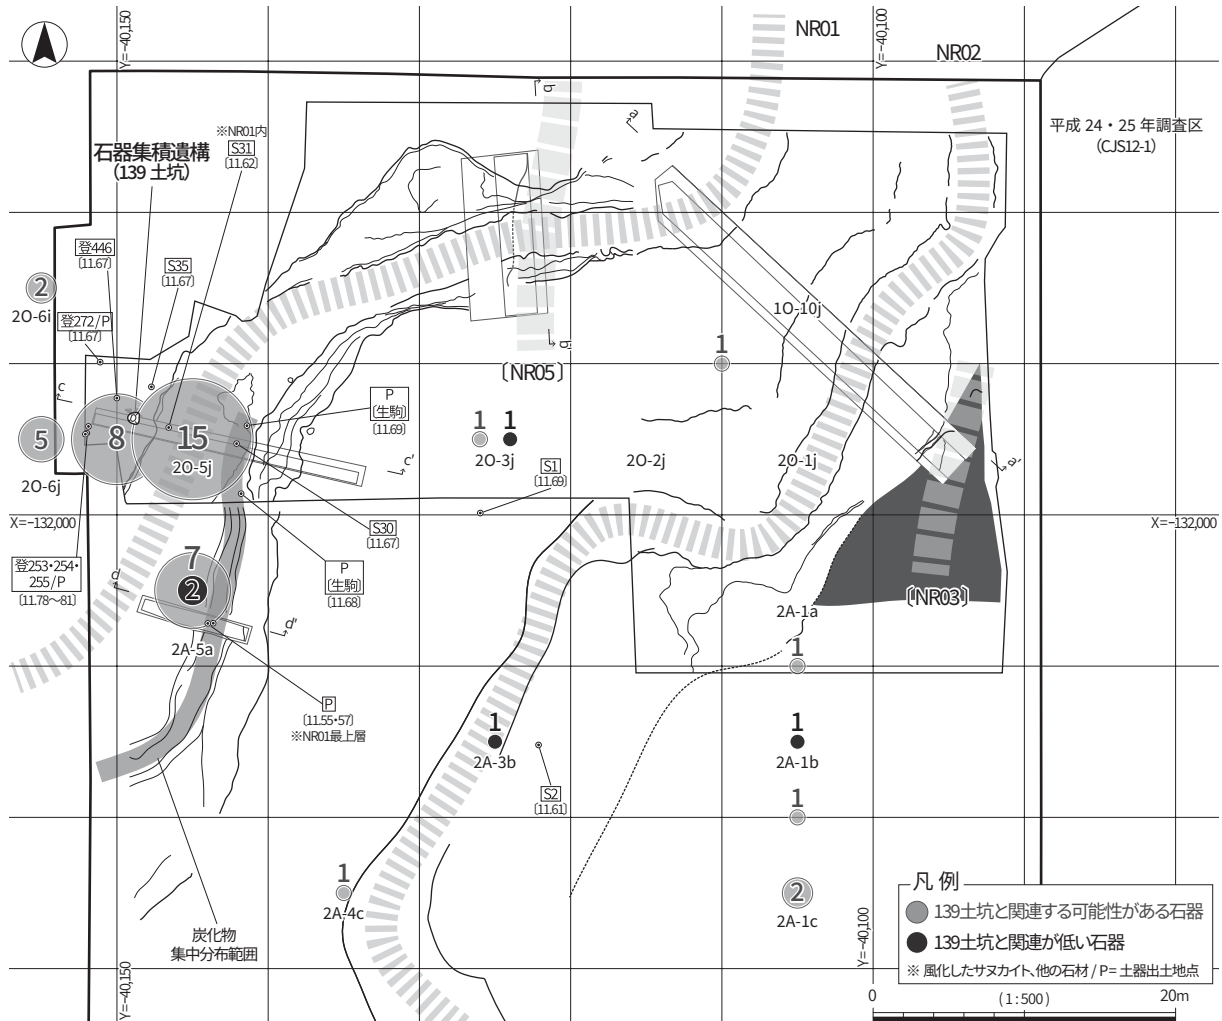 Y=−40,150
NR01
Y=−40,100
NR02
平成 24・25 年調査区
(CJS12-1)
※NR01内
S31
〔11.62〕
石器集積遺構
(139 土坑)
b
a
登446
〔11.67〕
S35
〔11.67〕
2
2O-6i
登272/P
〔11.67〕
1O-10j
b'
〔NR05〕
1
c
P
〔生駒〕
〔11.69〕
5
8
15
2O-5j
2O-6j
c'
1
1
2O-3j
2O-2j
2O-1j
a'
S1
〔11.69〕
X=−132,000
X=−132,000
S30
〔11.67〕
登253・254・
255/P
〔11.78〜81〕
d
7
2
P
〔生駒〕
〔11.68〕
〔NR03〕
2A-1a
d'
2A-5a
1
P
〔11.55・57〕
※NR01最上層
1
2A-3b
1
2A-1b
S2
〔11.61〕
1
1
2A-4c
2
2A-1c
炭化物
集中分布範囲
Y=−40,150
Y=−40,100
凡 例
139土坑と関連する可能性がある石器
139土坑と関連が低い石器
※ 風化したサヌカイト、他の石材 / P= 土器出土地点
0
(1:500)
20m